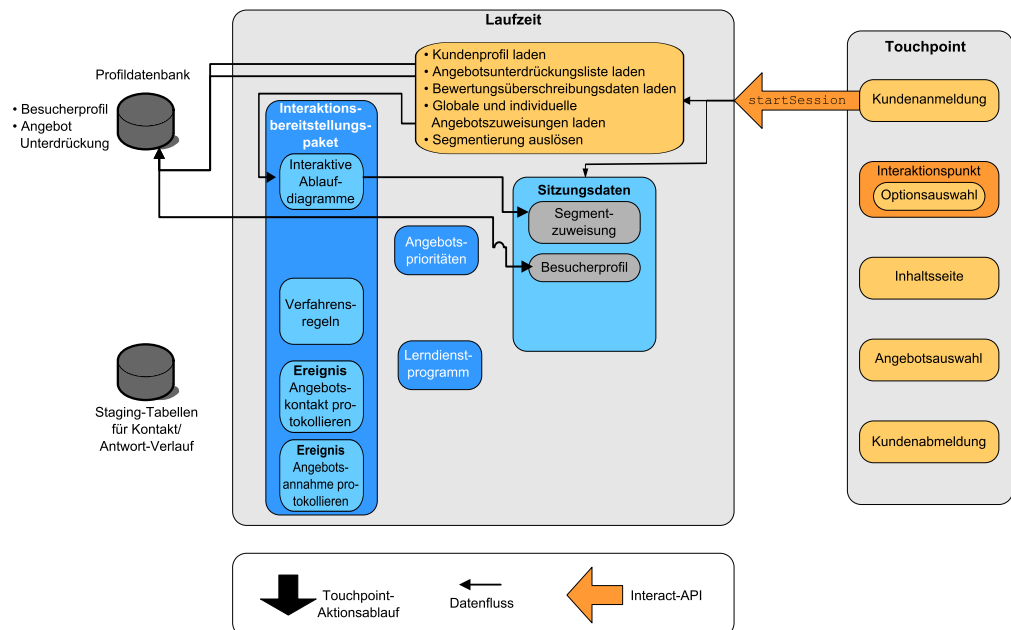 Laufzeit
Touchpoint
Profildatenbank
• Besucherprofil
• Angebot
Unterdrückung
• Kundenprofil laden
• Angebotsunterdrückungsliste laden
• Bewertungsüberschreibungsdaten laden
• Globale und individuelle
Angebotszuweisungen laden
• Segmentierung auslösen
startSession
Kundenanmeldung
Interaktions-
bereitstellungs-
paket
Interaktive
Ablauf-
diagramme
Sitzungsdaten
Segment-
zuweisung
Besucherprofil
Interaktionspunkt
Optionsauswahl
Angebots-
prioritäten
Inhaltsseite
Verfahrens-
regeln
Lerndienst-
programm
Angebotsauswahl
Ereignis
Angebots-
kontakt pro-
tokollieren
Staging-Tabellen
für Kontakt/
Antwort-Verlauf
Kundenabmeldung
Ereignis
Angebots-
annahme pro-
tokollieren
Touchpoint-
Aktionsablauf
Datenfluss
Interact-API